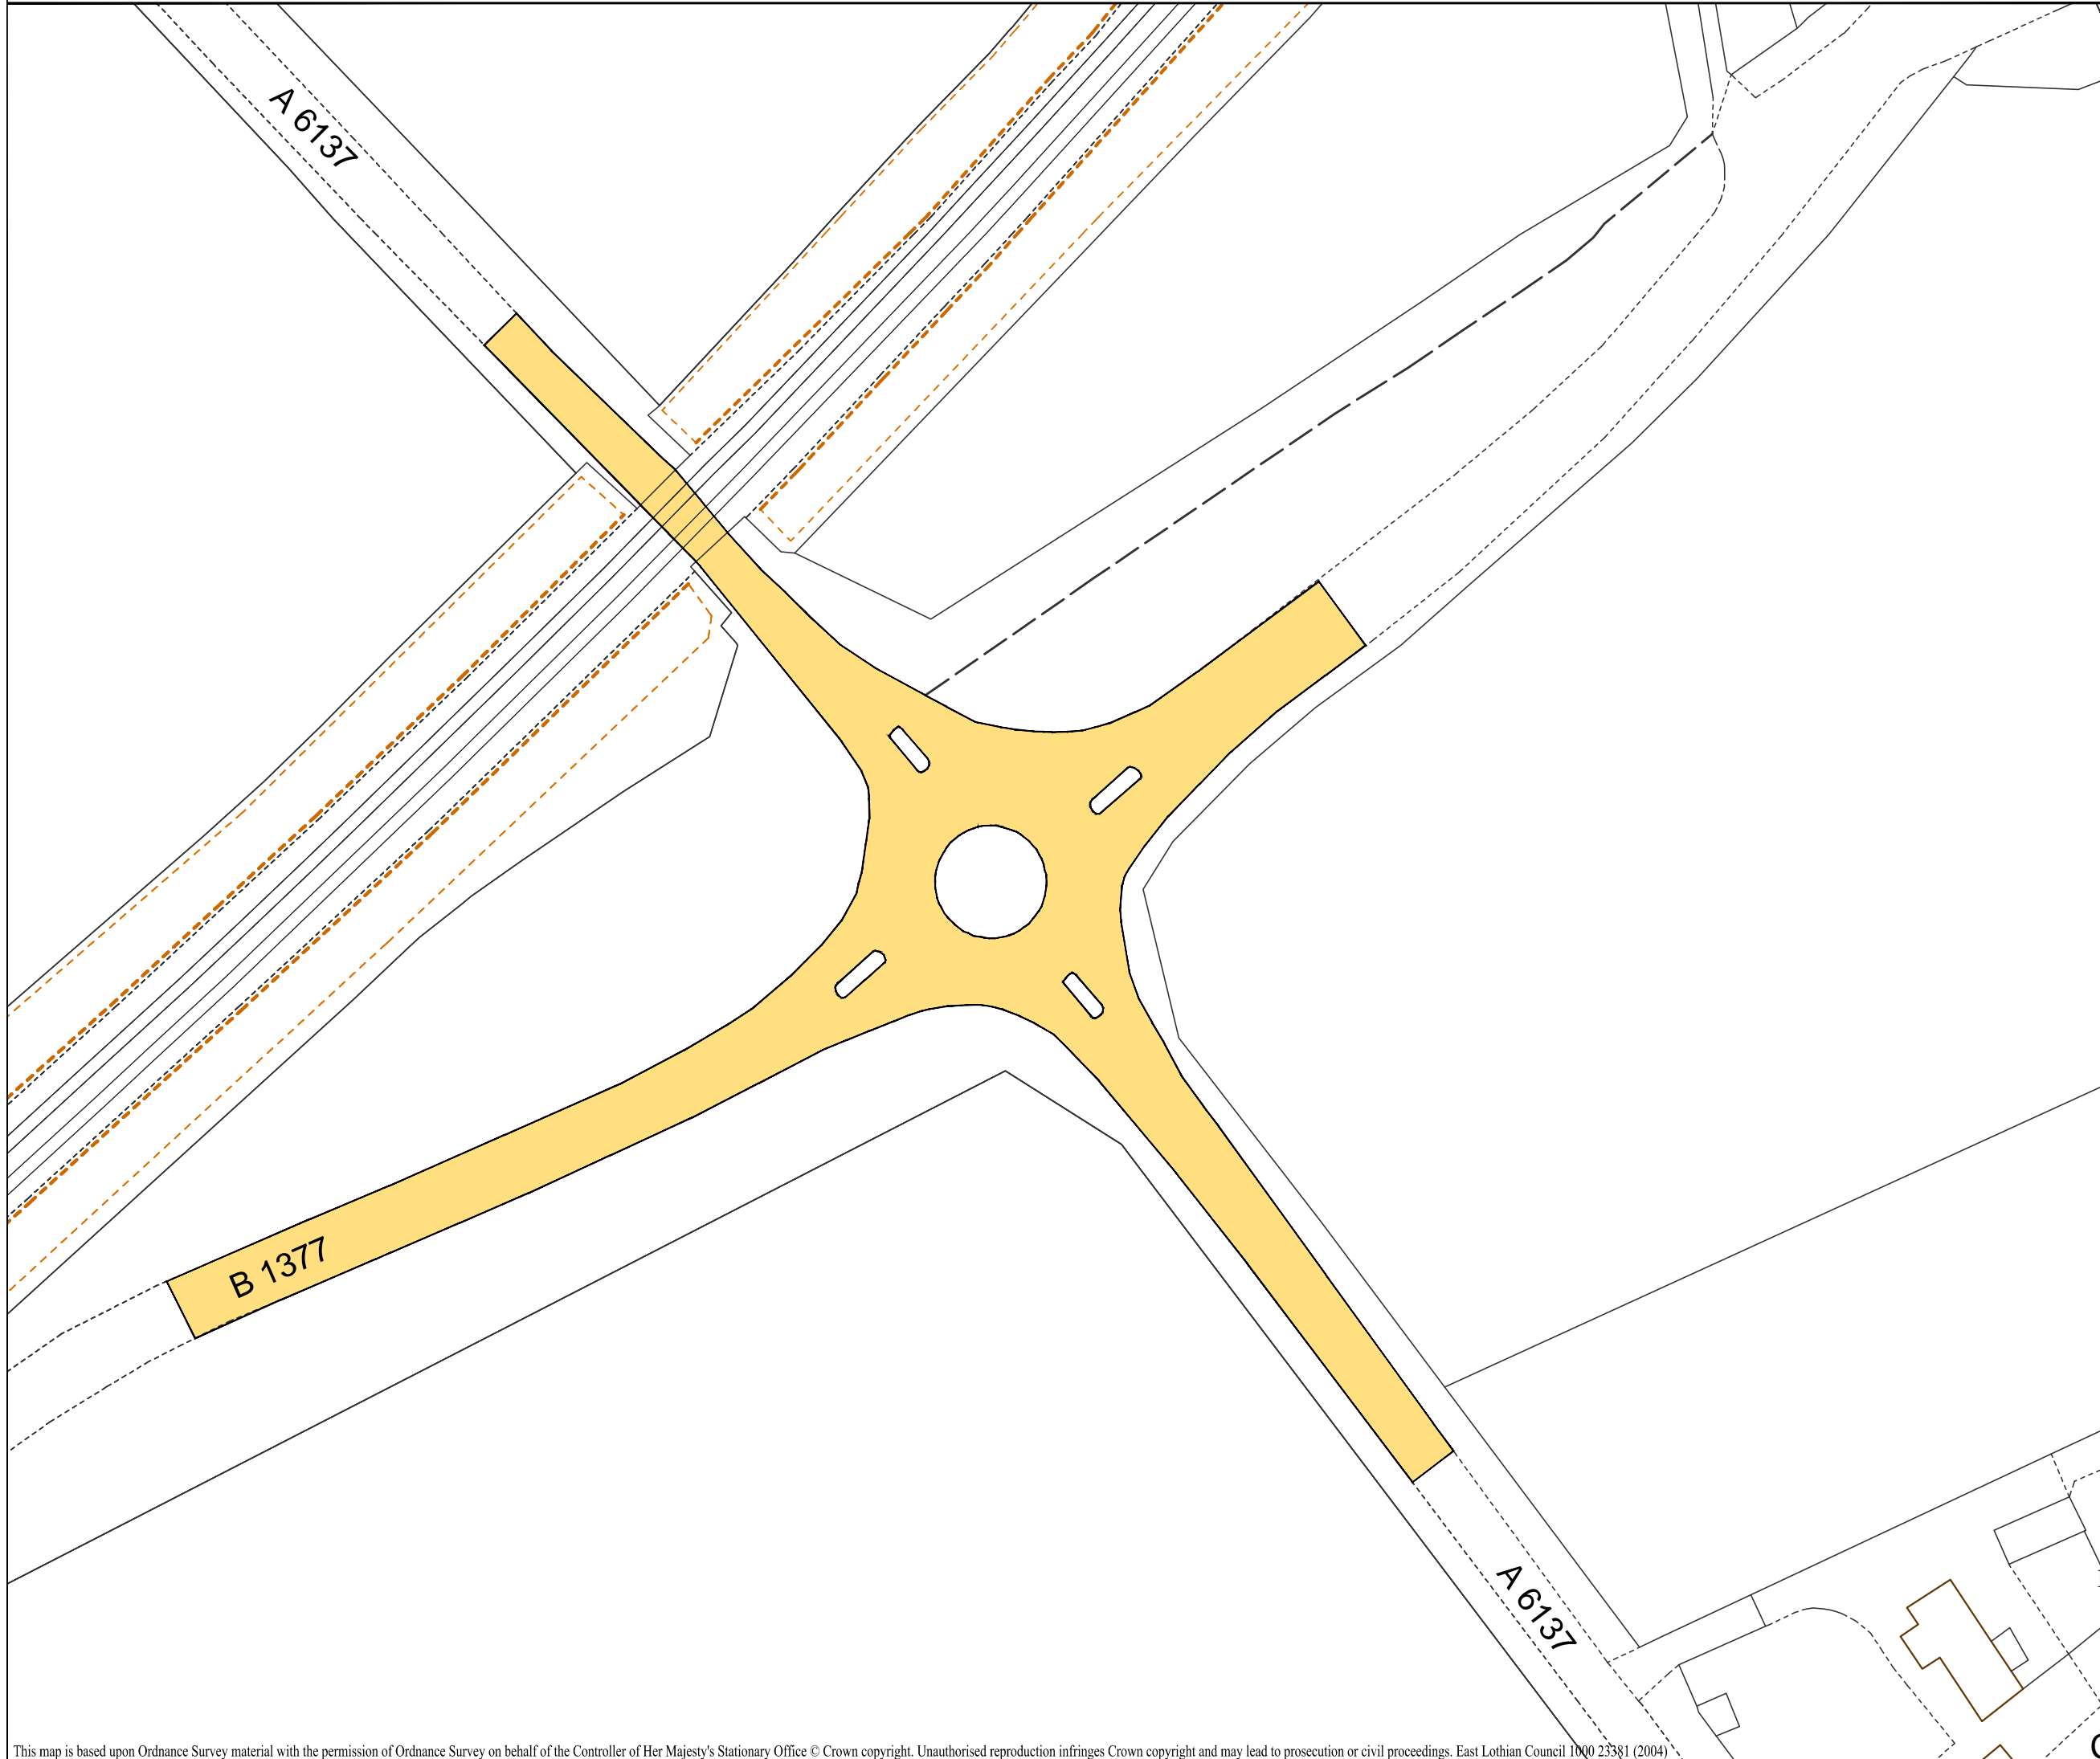 A 6137
B 1377
A 6137
This map is based upon Ordnance Survey material with the permission of Ordnance Survey on behalf of the Controller of Her Majesty's Stationary Office © Crown copyright. Unauthorised reproduction infringes Crown copyright and may lead to prosecution or civil proceedings. East Lothian Council 1000 23381 (2004)